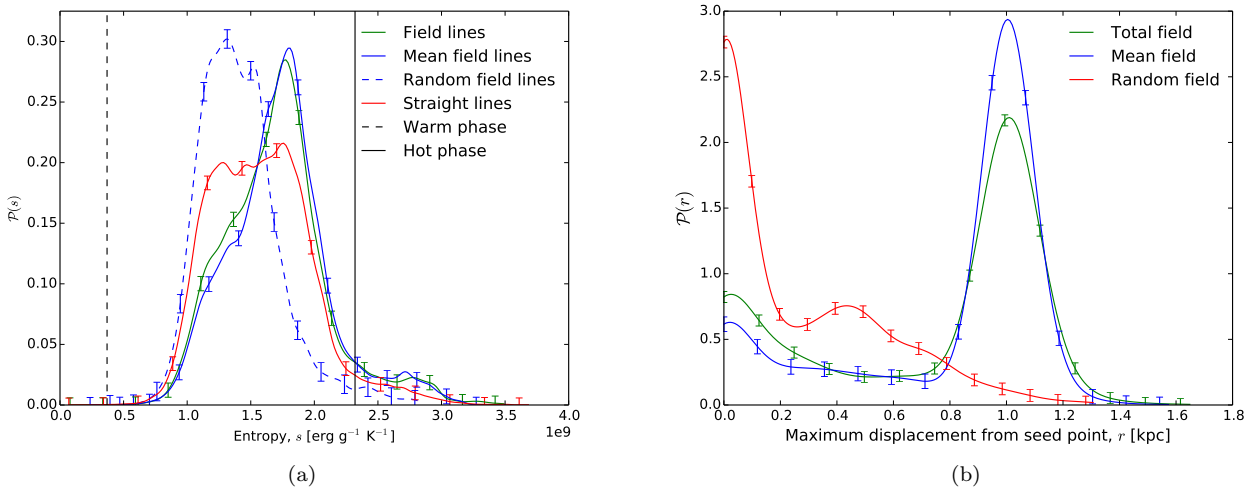 0.30
0.25
0.20
0.15
0.10
0.05
0.00
𝒫(s)
Field lines
Mean field lines
Random field lines
Straight lines
Warm phase
Hot phase
0.0 0.5 1.0 1.5 2.0 2.5 3.0 3.5 4.0
1e9
Entropy, s [erg g⁻¹ K⁻¹]
(a)
3.0
2.5
2.0
1.5
1.0
0.5
0.0
𝒫(r)
Total field
Mean field
Random field
0.0 0.2 0.4 0.6 0.8 1.0 1.2 1.4 1.6 1.8
Maximum displacement from seed point, r [kpc]
(b)